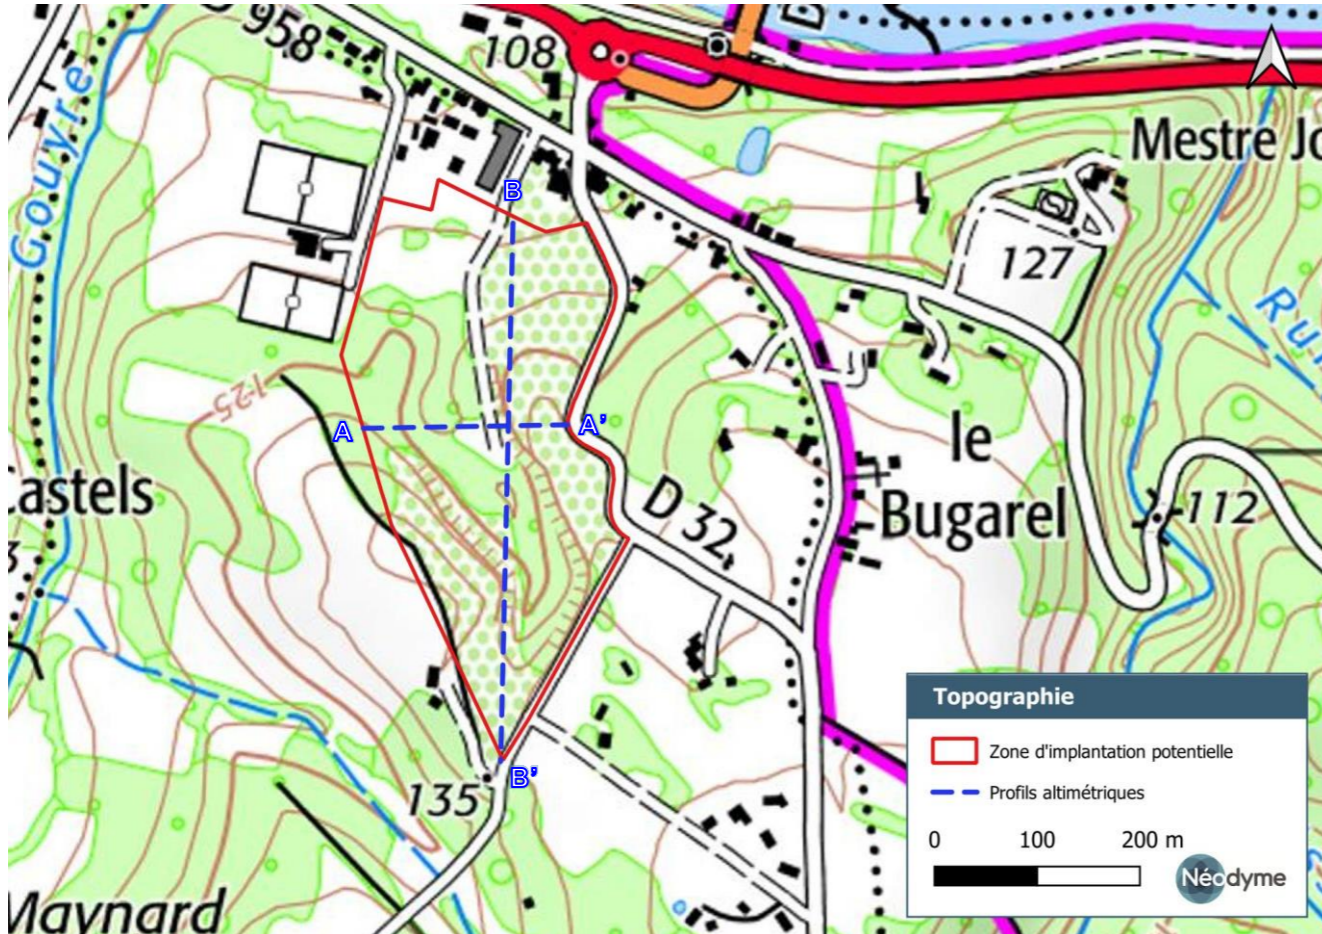 D 958
108
Gouyre
Mestre Jo
B
127
Ru
125
A
A'
le
Bugarel
astels
D 32
112
B'
135
Maynard
Topographie
Zone d'implantation potentielle
Profils altimétriques
0 100 200 m
Néodyme